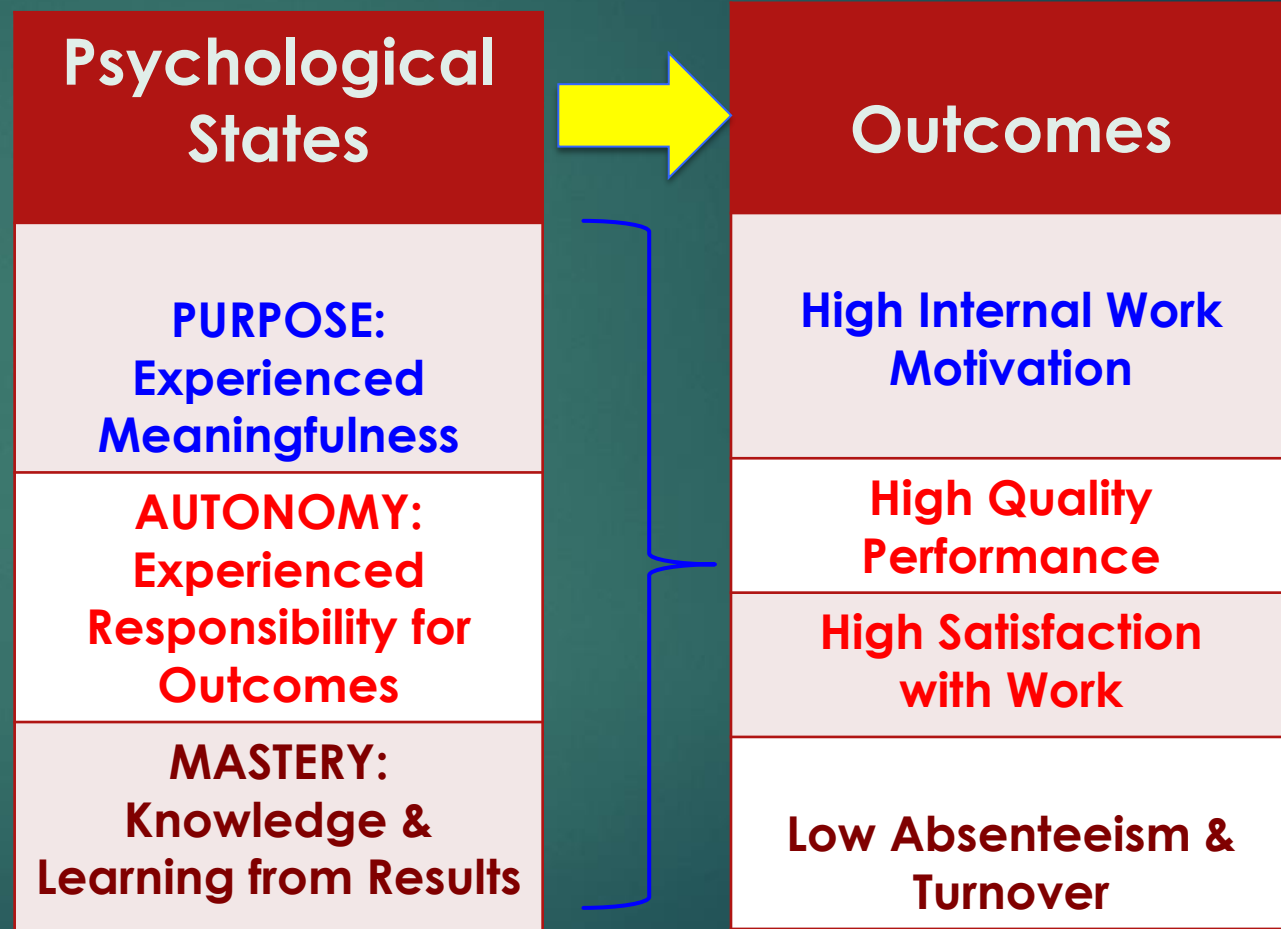 Psychological
States
PURPOSE:
Experienced
Meaningfulness
AUTONOMY:
Experienced
Responsibility for
Outcomes
MASTERY:
Knowledge &
Learning from Results
Outcomes
High Internal Work
Motivation
High Quality
Performance
High Satisfaction
with Work
Low Absenteeism &
Turnover